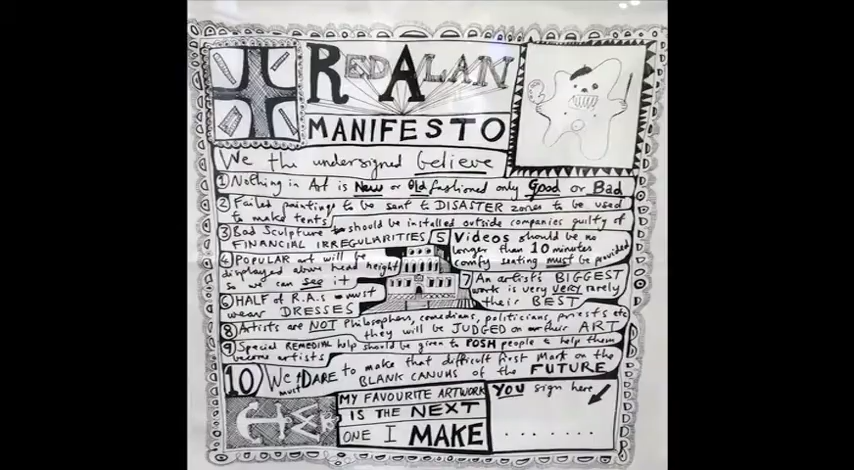 RED ALAN
MANIFESTO
We the undersigned believe
1 Nothing in Art is New or Old fashioned only Good or Bad
2 Failed paintings to be sent to DISASTER zones to be used
to make tents
3 Bad Sculpture should be installed outside companies guilty of
FINANCIAL IRREGULARITIES
4 POPULAR art will be
displayed above head height
so we can see it
5 Videos should be no
longer than 10 minutes
comfy seating must be provided
6 HALF of R.A.s must
wear DRESSES
7 An artist's BIGGEST
work is very very rarely
their BEST
8 Artists are NOT Philosophers, comedians, politicians, priests etc
they will be JUDGED on their ART
9 Special REMEDIAL help should be given to POSH people to help them
become artists
10 We must DARE to make that difficult first Mark on the
BLANK CANVAS of the FUTURE
MY FAVOURITE ARTWORK
IS THE NEXT
ONE I MAKE
YOU sign here